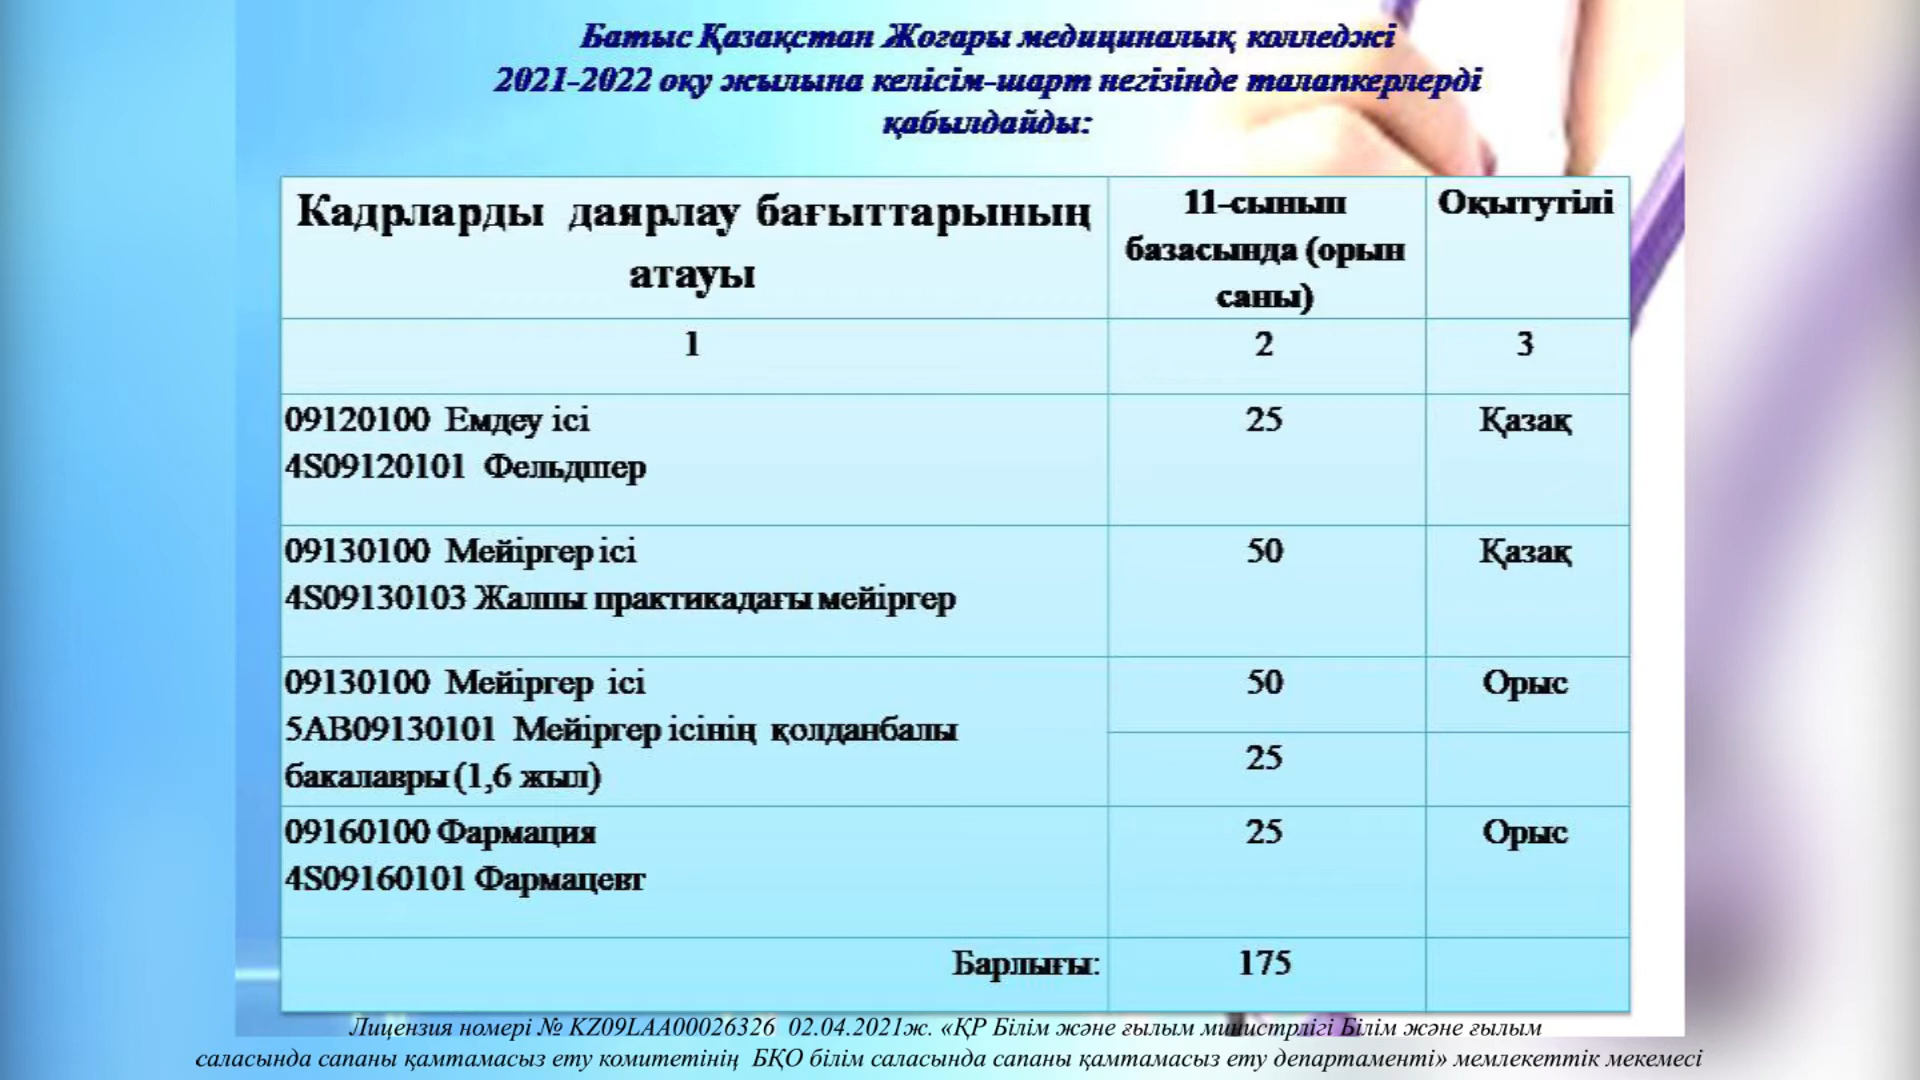 Батыс Қазақстан Жоғары медициналық колледжі
2021-2022 оқу жылына келісім-шарт негізінде талапкерлерді
қабылдайды:
Кадрларды даярлау бағыттарының
атауы
11-сынып
базасында (орын
саны)
Оқытутілі
1
2
3
09120100 Емдеу ісі
4S09120101 Фельдшер
25
Қазақ
09130100 Мейіргер ісі
4S09130103 Жалпы практикадағы мейіргер
50
Қазақ
09130100 Мейіргер ісі
5АВ09130101 Мейіргер ісінің қолданбалы
бакалавры (1,6 жыл)
50
Орыс
25
09160100 Фармация
4S09160101 Фармацевт
25
Орыс
Барлығы:
175
Лицензия номері № KZ09LAA00026326 02.04.2021ж. «ҚР Білім және ғылым министрлігі Білім және ғылым
саласында сапаны қамтамасыз ету комитетінің БҚО білім саласында сапаны қамтамасыз ету департаменті» мемлекеттік мекемесі